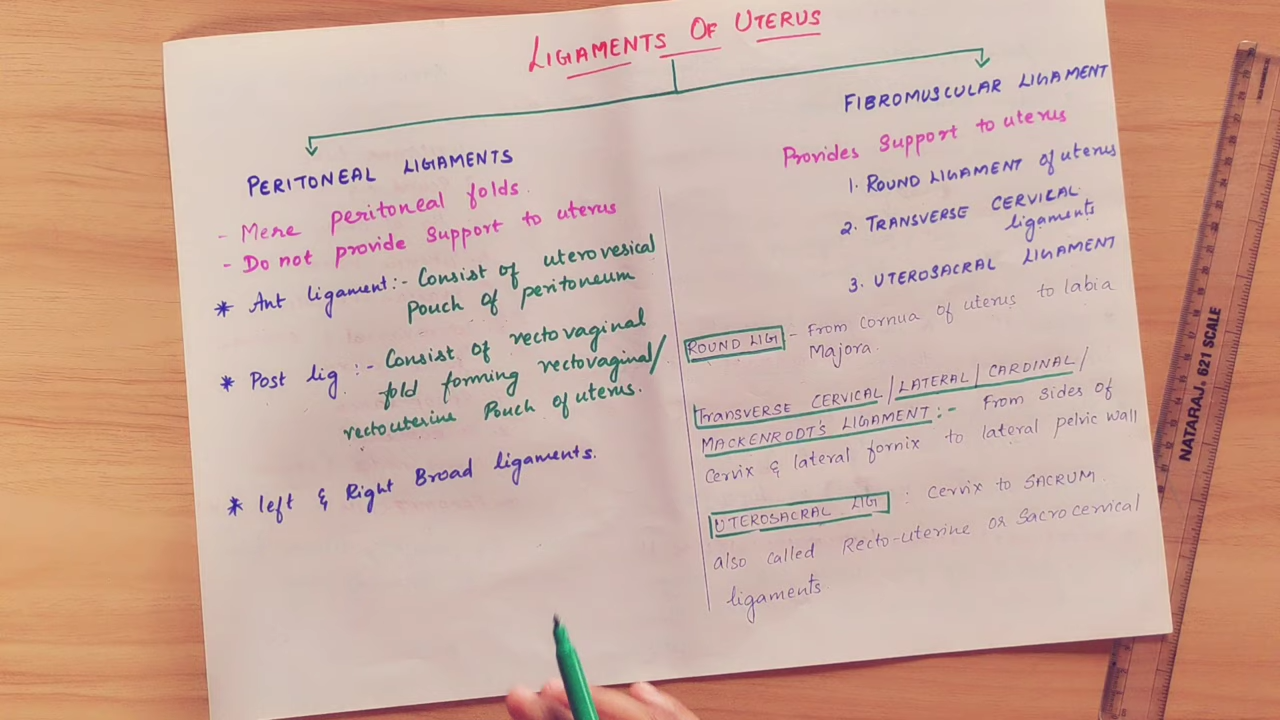 LIGAMENTS OF UTERUS
PERITONEAL LIGAMENTS
- Mere peritoneal folds.
- Do not provide support to uterus
* Ant ligament:- Consist of uterovesical
Pouch of peritoneum
* Post lig :- Consist of rectovaginal
fold forming rectovaginal/
rectouterine Pouch of uterus.
* left & Right Broad ligaments.
FIBROMUSCULAR LIGAMENT
Provides Support to uterus
1. ROUND LIGAMENT of uterus
2. TRANSVERSE CERVICAL
ligaments
3. UTEROSACRAL LIGAMENT
ROUND LIG - From Cornua of uterus to labia
Majora.
TRANSVERSE CERVICAL / LATERAL / CARDINAL /
MACKENRODT'S LIGAMENT:- From sides of
Cervix & lateral fornix to lateral pelvic wall
UTEROSACRAL LIG : Cervix to SACRUM.
also called Recto-uterine or Sacrocervical
ligaments.
NATARAJ. 621 SCALE